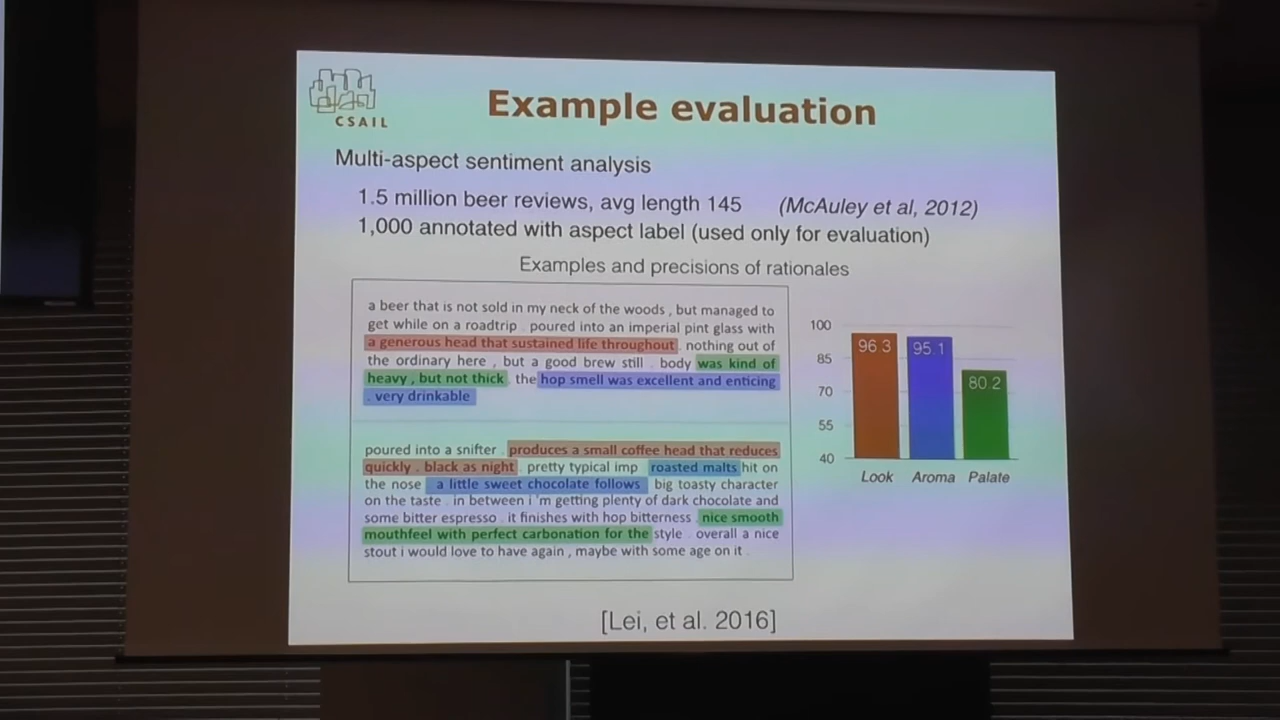 CSAIL
Example evaluation
Multi-aspect sentiment analysis
1.5 million beer reviews, avg length 145 (McAuley et al, 2012)
1,000 annotated with aspect label (used only for evaluation)
Examples and precisions of rationales
a beer that is not sold in my neck of the woods , but managed to
get while on a roadtrip . poured into an imperial pint glass with
a generous head that sustained life throughout . nothing out of
the ordinary here , but a good brew still . body was kind of
heavy , but not thick . the hop smell was excellent and enticing
. very drinkable
poured into a snifter . produces a small coffee head that reduces
quickly . black as night . pretty typical imp . roasted malts hit on
the nose . a little sweet chocolate follows . big toasty character
on the taste . in between i 'm getting plenty of dark chocolate and
some bitter espresso . it finishes with hop bitterness . nice smooth
mouthfeel with perfect carbonation for the style . overall a nice
stout i would love to have again , maybe with some age on it .
100
85
70
55
40
96.3
95.1
80.2
Look Aroma Palate
[Lei, et al. 2016]